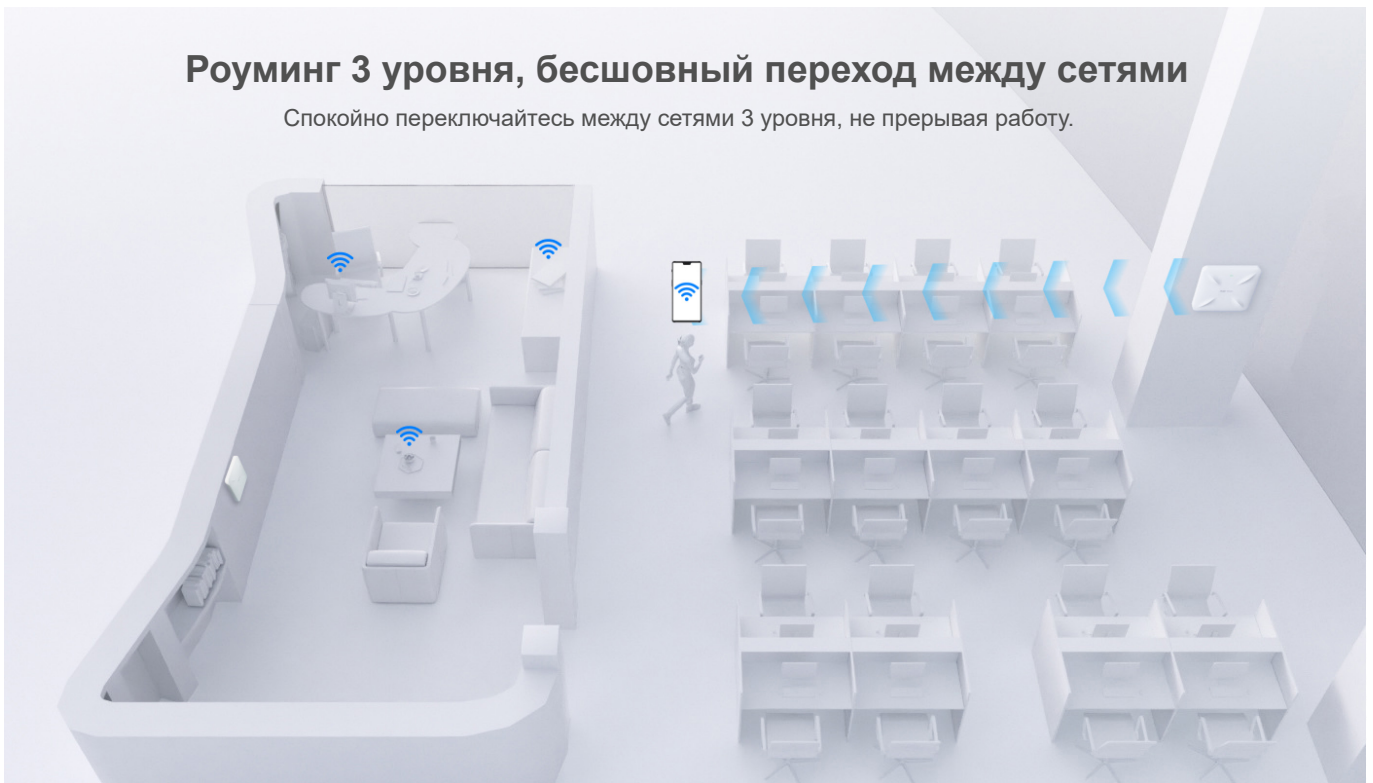 Роуминг 3 уровня, бесшовный переход между сетями
Спокойно переключайтесь между сетями 3 уровня, не прерывая работу.